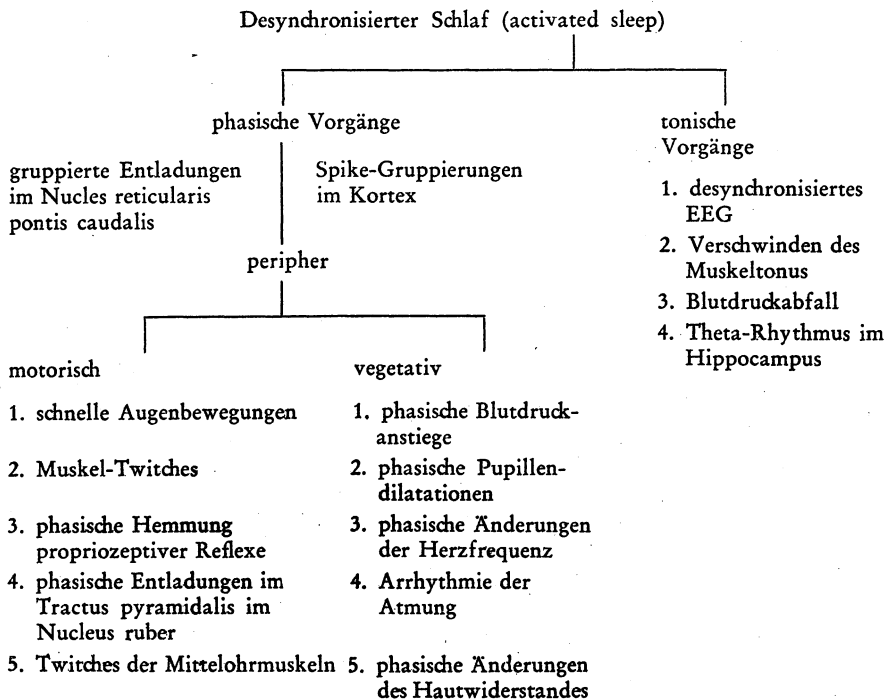 Desynchronisierter Schlaf (activated sleep)
phasische Vorgänge
gruppierte Entladungen
im Nucles reticularis
pontis caudalis
Spike-Gruppierungen
im Kortex
tonische
Vorgänge
1. desynchronisiertes
EEG
2. Verschwinden des
Muskeltonus
3. Blutdruckabfall
4. Theta-Rhythmus im
Hippocampus
peripher
motorisch
1. schnelle Augenbewegungen
2. Muskel-Twitches
3. phasische Hemmung
propriozeptiver Reflexe
4. phasische Entladungen im
Tractus pyramidalis im
Nucleus ruber
5. Twitches der Mittelohrmuskeln
vegetativ
1. phasische Blutdruck-
anstiege
2. phasische Pupillen-
dilatationen
3. phasische Änderungen
der Herzfrequenz
4. Arrhythmie der
Atmung
5. phasische Änderungen
des Hautwiderstandes